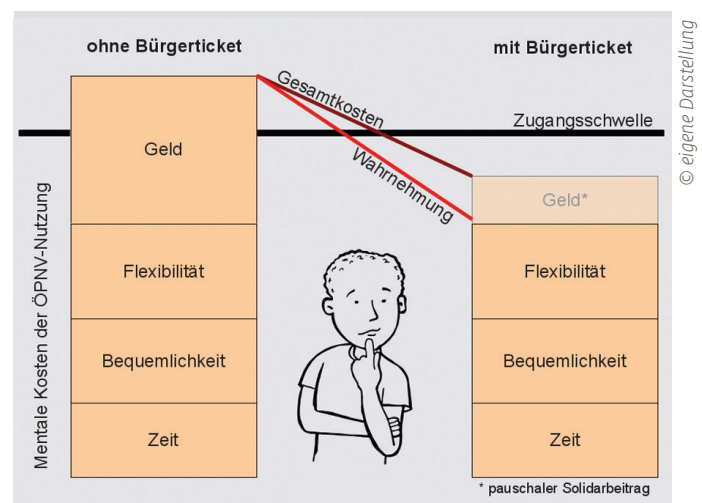 ohne Bürgerticket
mit Bürgerticket
Gesamtkosten
Zugangsschwelle
Wahrnehmung
Geld
Geld*
Flexibilität
Flexibilität
Bequemlichkeit
Bequemlichkeit
Zeit
Zeit
Mentale Kosten der ÖPNV-Nutzung
* pauschaler Solidarbeitrag
© eigene Darstellung